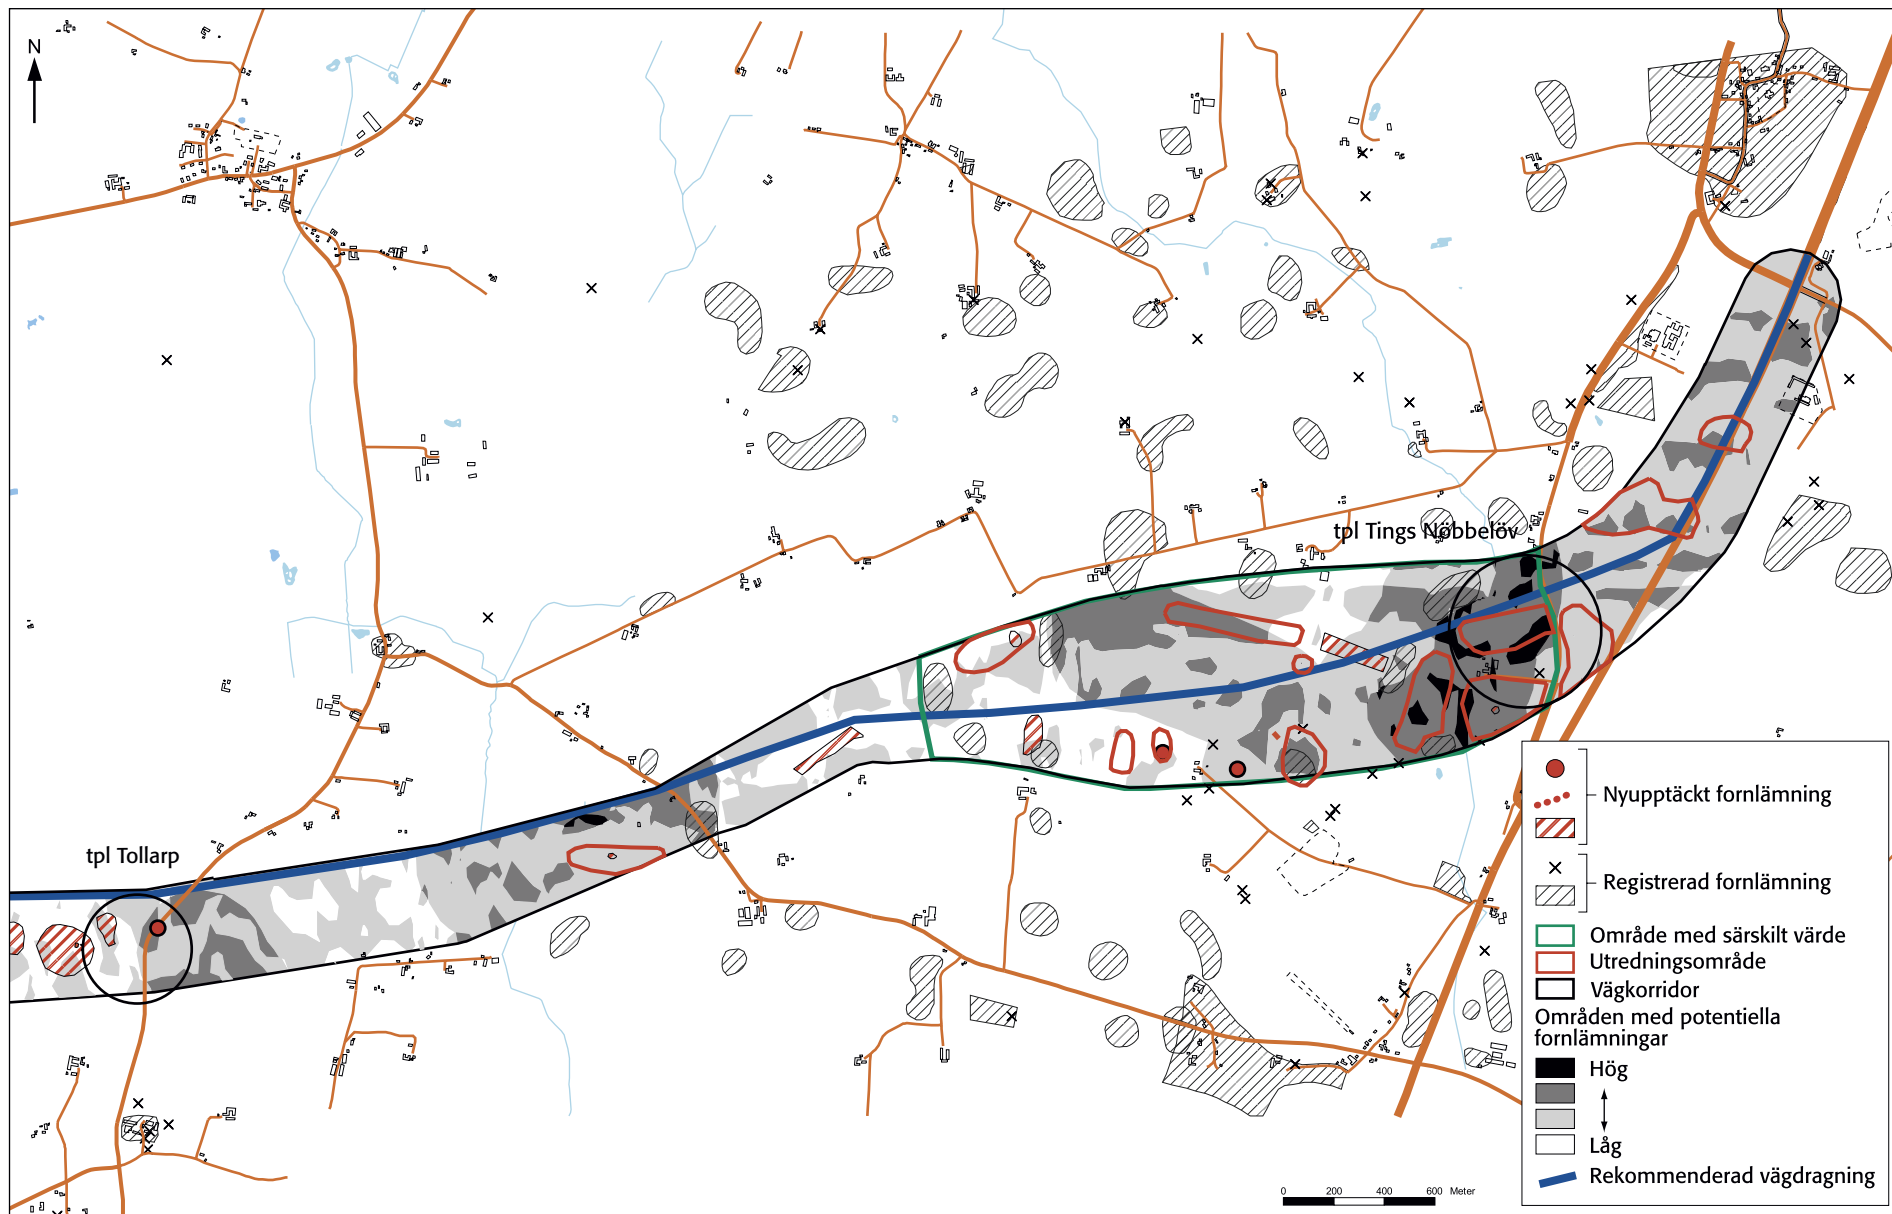 N
tpl Tings Nöbbelöv
tpl Tollarp
Nyupptäckt fornlämning
Registrerad fornlämning
Område med särskilt värde
Utredningsområde
Vägkorridor
Områden med potentiella
fornlämningar
Hög
Låg
Rekommenderad vägdragning
0 200 400 600 Meter